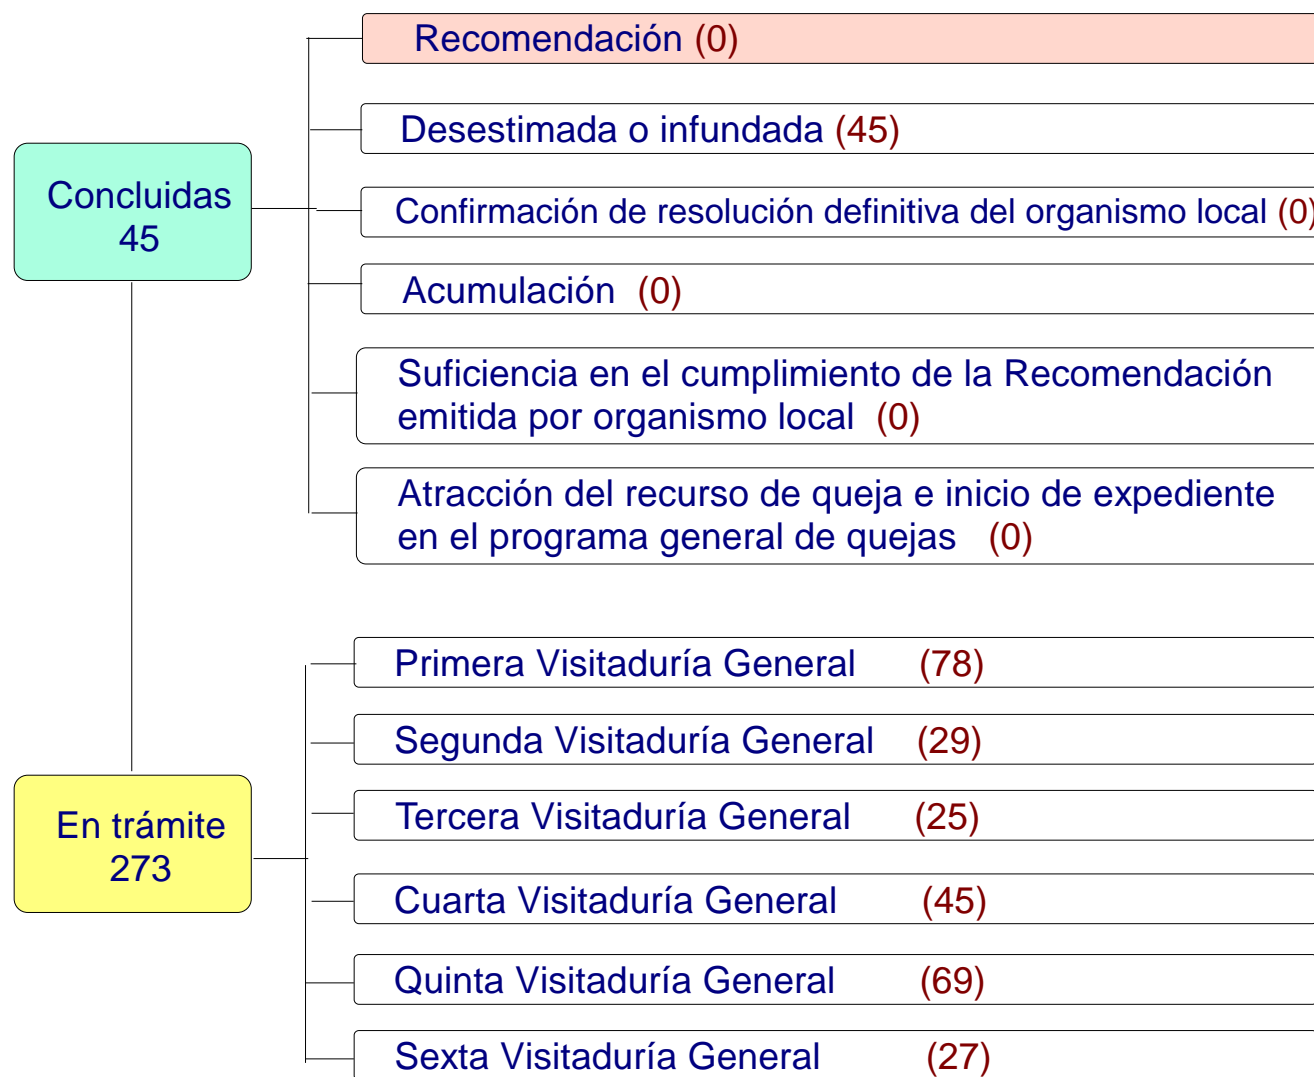 Recomendación (0)
Desestimada o infundada (45)
Concluidas
45
Confirmación de resolución definitiva del organismo local (0)
Acumulación (0)
Suficiencia en el cumplimiento de la Recomendación
emitida por organismo local (0)
Atracción del recurso de queja e inicio de expediente
en el programa general de quejas (0)
Primera Visitaduría General (78)
Segunda Visitaduría General (29)
En trámite
273
Tercera Visitaduría General (25)
Cuarta Visitaduría General (45)
Quinta Visitaduría General (69)
Sexta Visitaduría General (27)